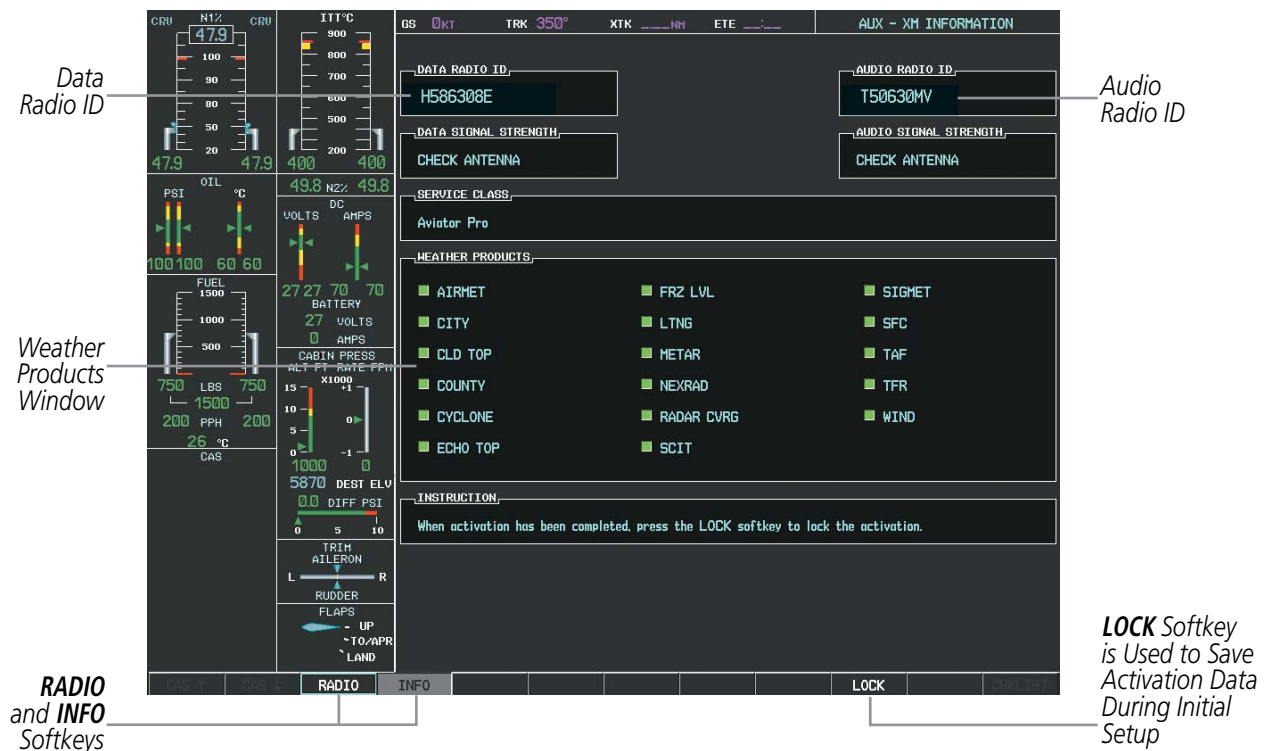 CRU N1% CRU
47.9
100
90
80
50
20
47.9 47.9
ITT°C
900
800
700
600
500
200
400 400
49.8 N2% 49.8
OIL
PSI °C
100 100 60 60
DC
VOLTS AMPS
27 27 70 70
BATTERY
27 VOLTS
0 AMPS
FUEL
1500
1000
500
750 LBS 750
1500
200 PPH 200
26 °C
CAS
CABIN PRESS
ALT FT RATE FPM
X1000
15 +1
10
5 0
0 -1
1000 0
5870 DEST ELV
0.0 DIFF PSI
0 5 10
TRIM
AILERON
L R
RUDDER
FLAPS
UP
TO/APR
LAND
GS 0KT TRK 350° XTK ____NM ETE __:__ AUX - XM INFORMATION
DATA RADIO ID
H586308E
AUDIO RADIO ID
T50630MV
DATA SIGNAL STRENGTH
CHECK ANTENNA
AUDIO SIGNAL STRENGTH
CHECK ANTENNA
SERVICE CLASS
Aviator Pro
WEATHER PRODUCTS
AIRMET FRZ LVL SIGMET
CITY LTNG SFC
CLD TOP METAR TAF
COUNTY NEXRAD TFR
CYCLONE RADAR CVRG WIND
ECHO TOP SCIT
INSTRUCTION
When activation has been completed, press the LOCK softkey to lock the activation.
CAS ↑ CAS ↓ RADIO INFO LOCK CHKLIST
Data
Radio ID
Audio
Radio ID
Weather
Products
Window
RADIO
and INFO
Softkeys
LOCK Softkey
is Used to Save
Activation Data
During Initial
Setup